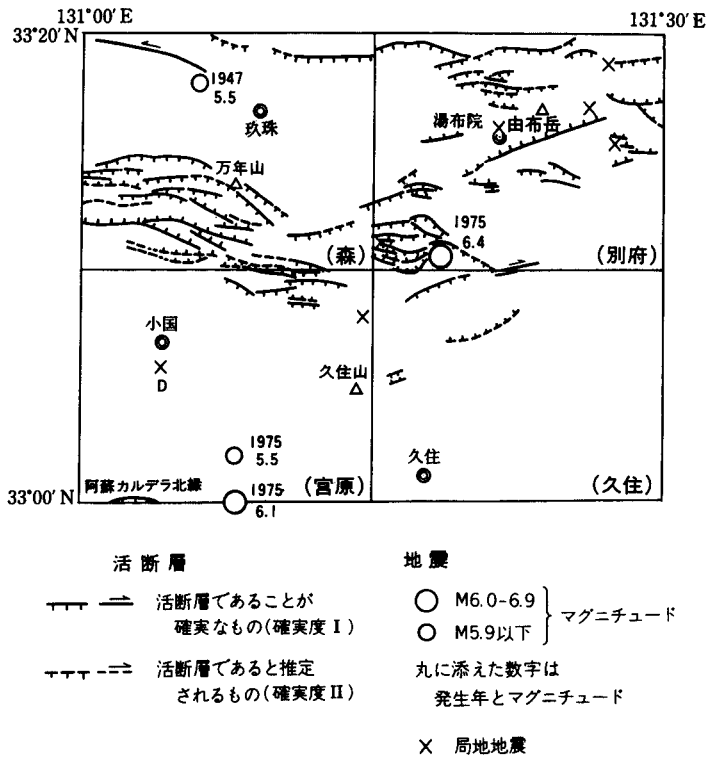 131°00′E
131°30′E
33°20′N
1947
5.5
玖珠
湯布院
由布岳
万年山
1975
6.4
(森)
(別府)
小国
D
久住山
1975
5.5
久住
阿蘇カルデラ北縁
(宮原)
(久住)
33°00′N
1975
6.1
活断層
活断層であることが
確実なもの(確実度Ⅰ)
活断層であると推定
されるもの(確実度Ⅱ)
地震
M6.0-6.9
M5.9以下
マグニチュード
丸に添えた数字は
発生年とマグニチュード
× 局地地震